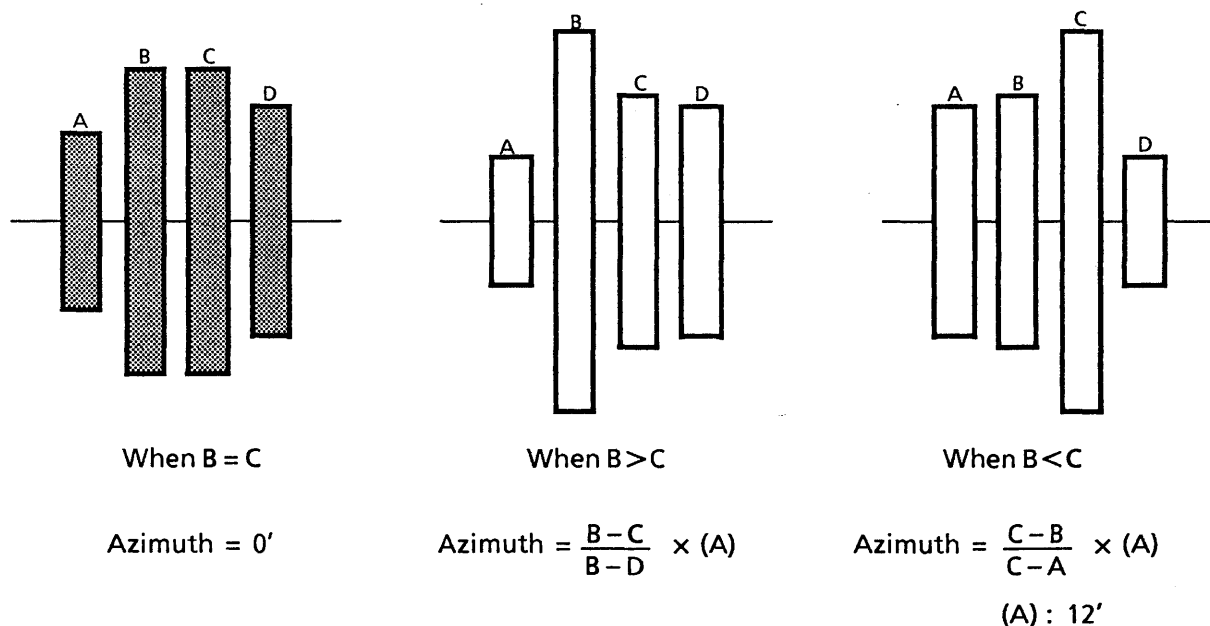 A B C D
A B C D
A B C D
When B = C
Azimuth = 0′
When B > C
Azimuth = (B − C)/(B − D) × (A)
When B < C
Azimuth = (C − B)/(C − A) × (A)
(A) : 12′